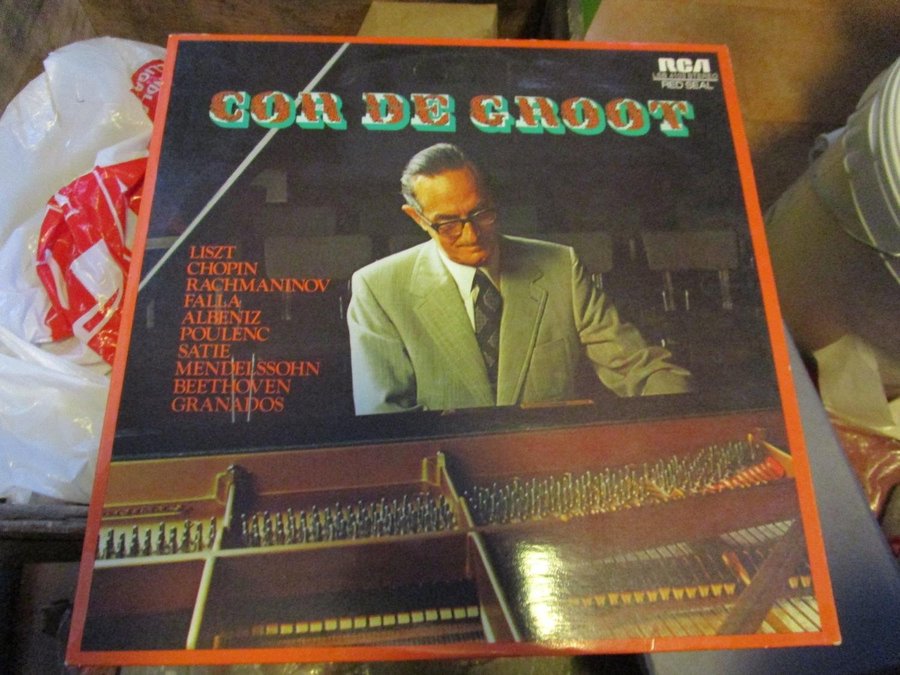 RCA
RED SEAL
COR DE GROOT
LISZT
CHOPIN
RACHMANINOV
FALLA
ALBENIZ
POULENC
SATIE
MENDELSSOHN
BEETHOVEN
GRANADOS